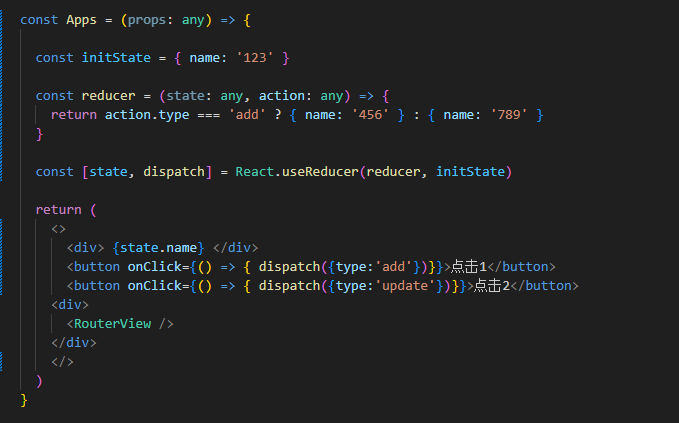 const Apps = (props: any) => {
const initState = { name: '123' }
const reducer = (state: any, action: any) => {
return action.type === 'add' ? { name: '456' } : { name: '789' }
}
const [state, dispatch] = React.useReducer(reducer, initState)
return (
<>
<div> {state.name} </div>
<button onClick={() => { dispatch({type:'add'})}}>点击1</button>
<button onClick={() => { dispatch({type:'update'})}}>点击2</button>
<div>
<RouterView />
</div>
</>
)
}